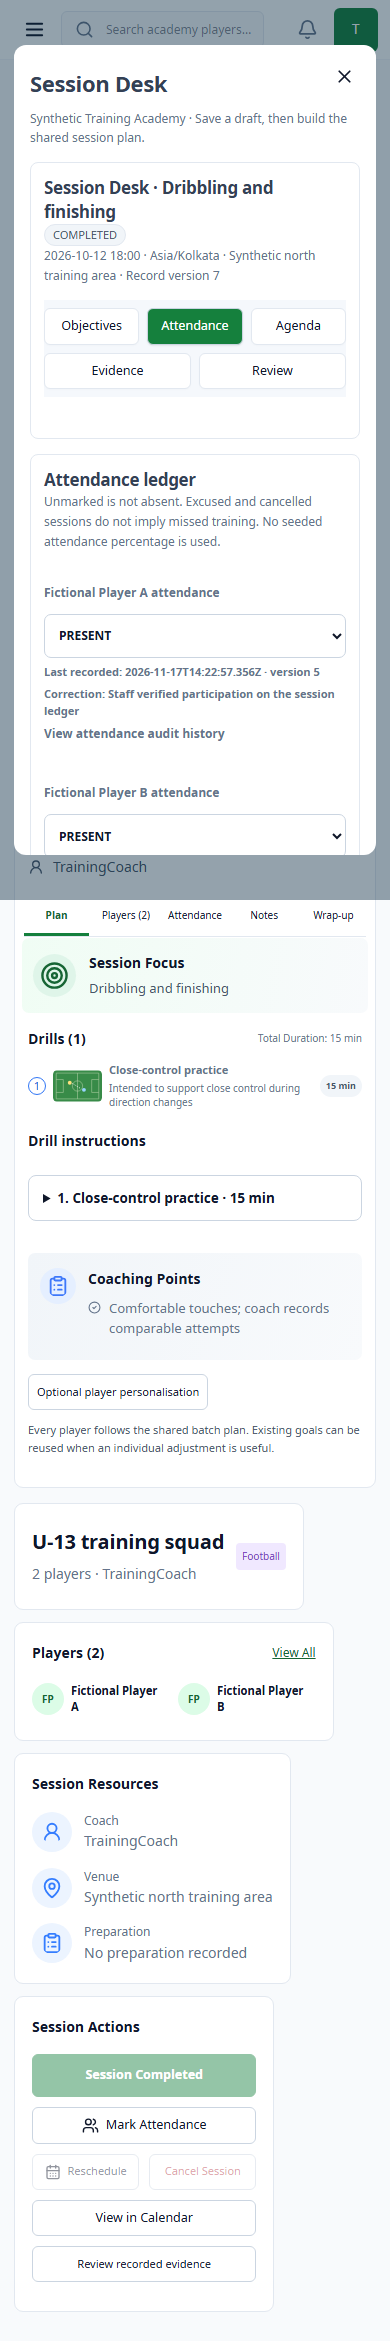 Search academy players...
T
Session Desk
Synthetic Training Academy · Save a draft, then build the
shared session plan.
Session Desk · Dribbling and
finishing
COMPLETED
2026-10-12 18:00 · Asia/Kolkata · Synthetic north
training area · Record version 7
Objectives
Attendance
Agenda
Evidence
Review
Attendance ledger
Unmarked is not absent. Excused and cancelled
sessions do not imply missed training. No seeded
attendance percentage is used.
Fictional Player A attendance
PRESENT
Last recorded: 2026-11-17T14:22:57.356Z · version 5
Correction: Staff verified participation on the session
ledger
View attendance audit history
Fictional Player B attendance
PRESENT
TrainingCoach
Plan
Players (2)
Attendance
Notes
Wrap-up
Session Focus
Dribbling and finishing
Drills (1)
Total Duration: 15 min
1
Close-control practice
Intended to support close control during
direction changes
15 min
Drill instructions
1. Close-control practice · 15 min
Coaching Points
Comfortable touches; coach records
comparable attempts
Optional player personalisation
Every player follows the shared batch plan. Existing goals can be
reused when an individual adjustment is useful.
U-13 training squad
2 players · TrainingCoach
Football
Players (2)
View All
FP
Fictional Player
A
FP
Fictional Player
B
Session Resources
Coach
TrainingCoach
Venue
Synthetic north training area
Preparation
No preparation recorded
Session Actions
Session Completed
Mark Attendance
Reschedule
Cancel Session
View in Calendar
Review recorded evidence